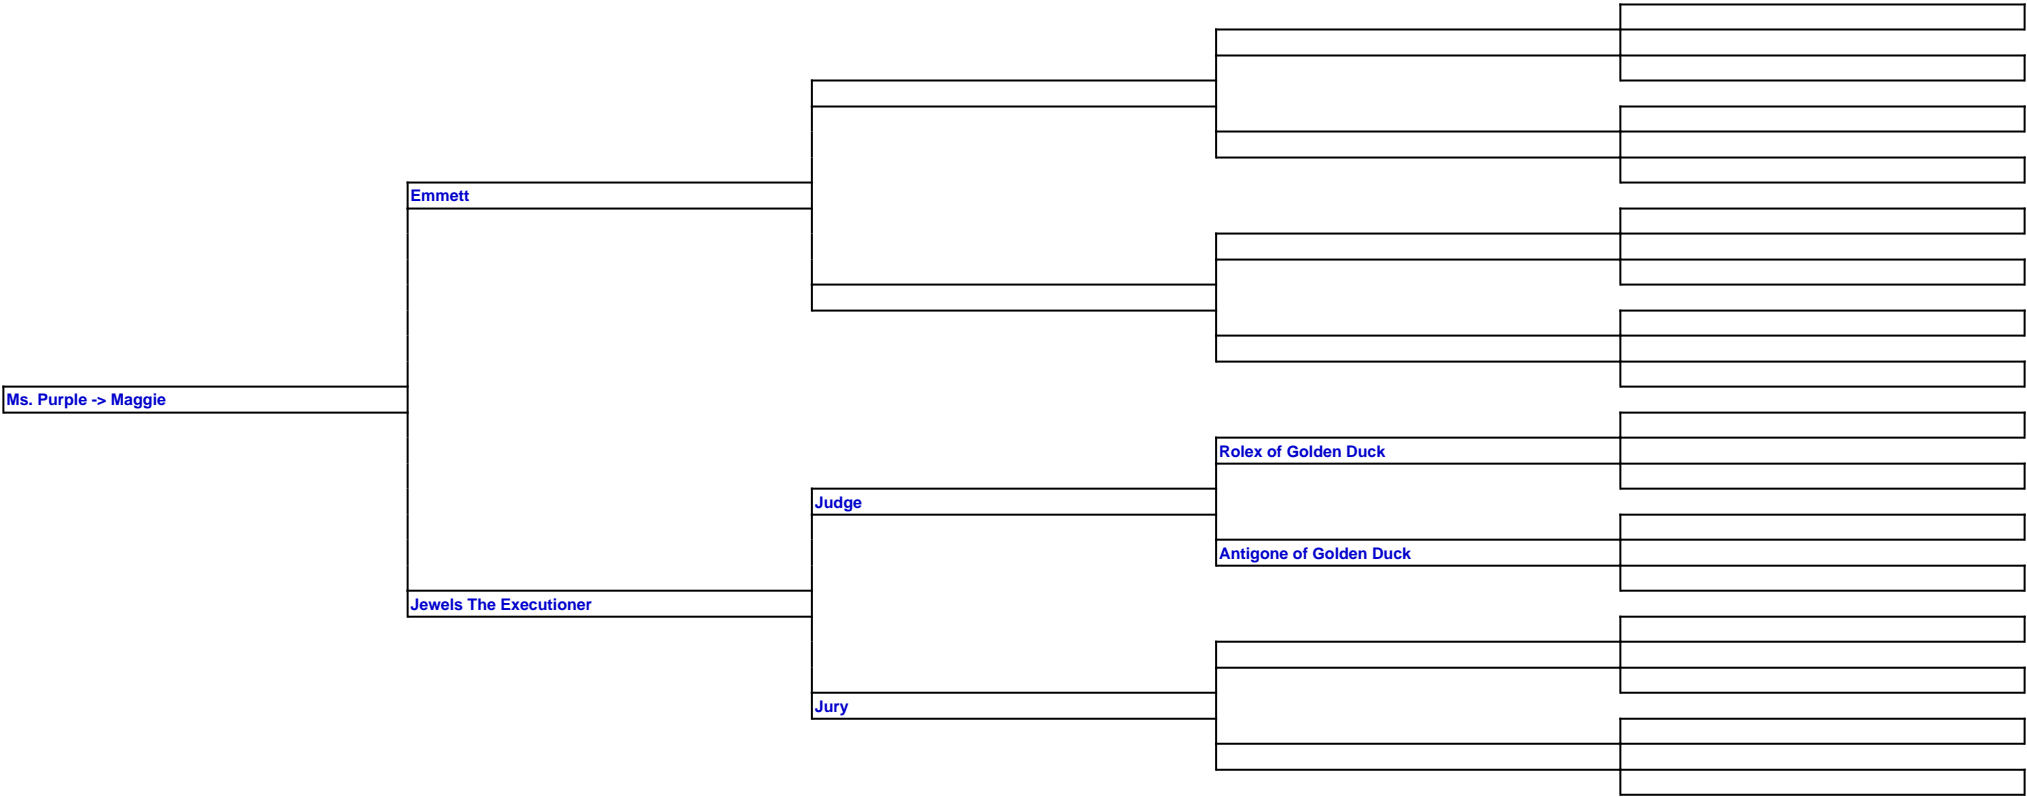 Emmett
Ms. Purple -> Maggie
Rolex of Golden Duck
Judge
Antigone of Golden Duck
Jewels The Executioner
Jury